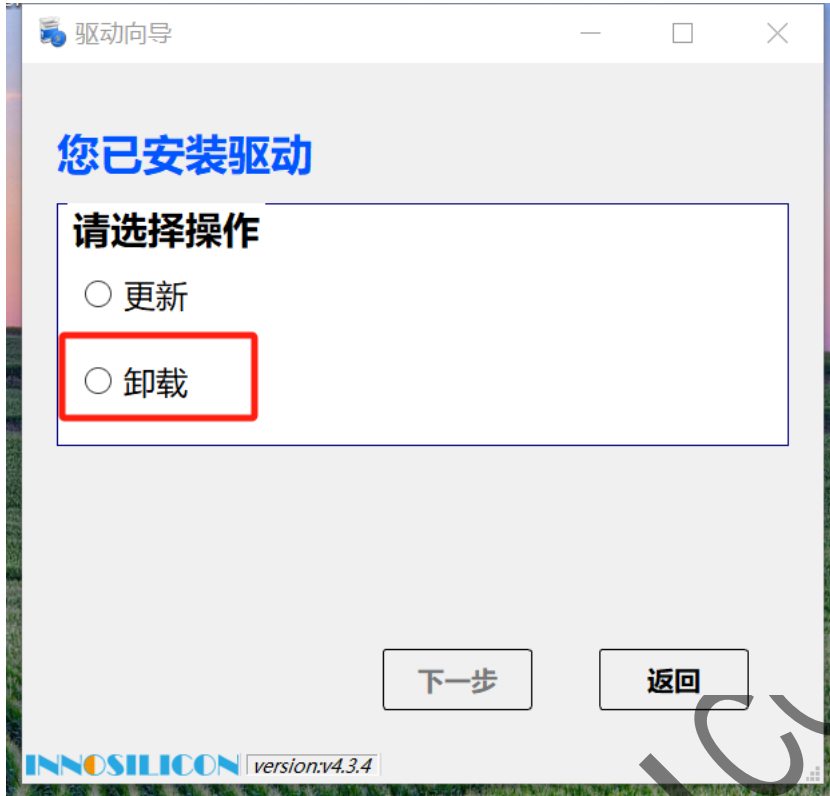 驱动向导
您已安装驱动
请选择操作
更新
卸载
下一步
返回
INNOSILICON version:v4.3.4